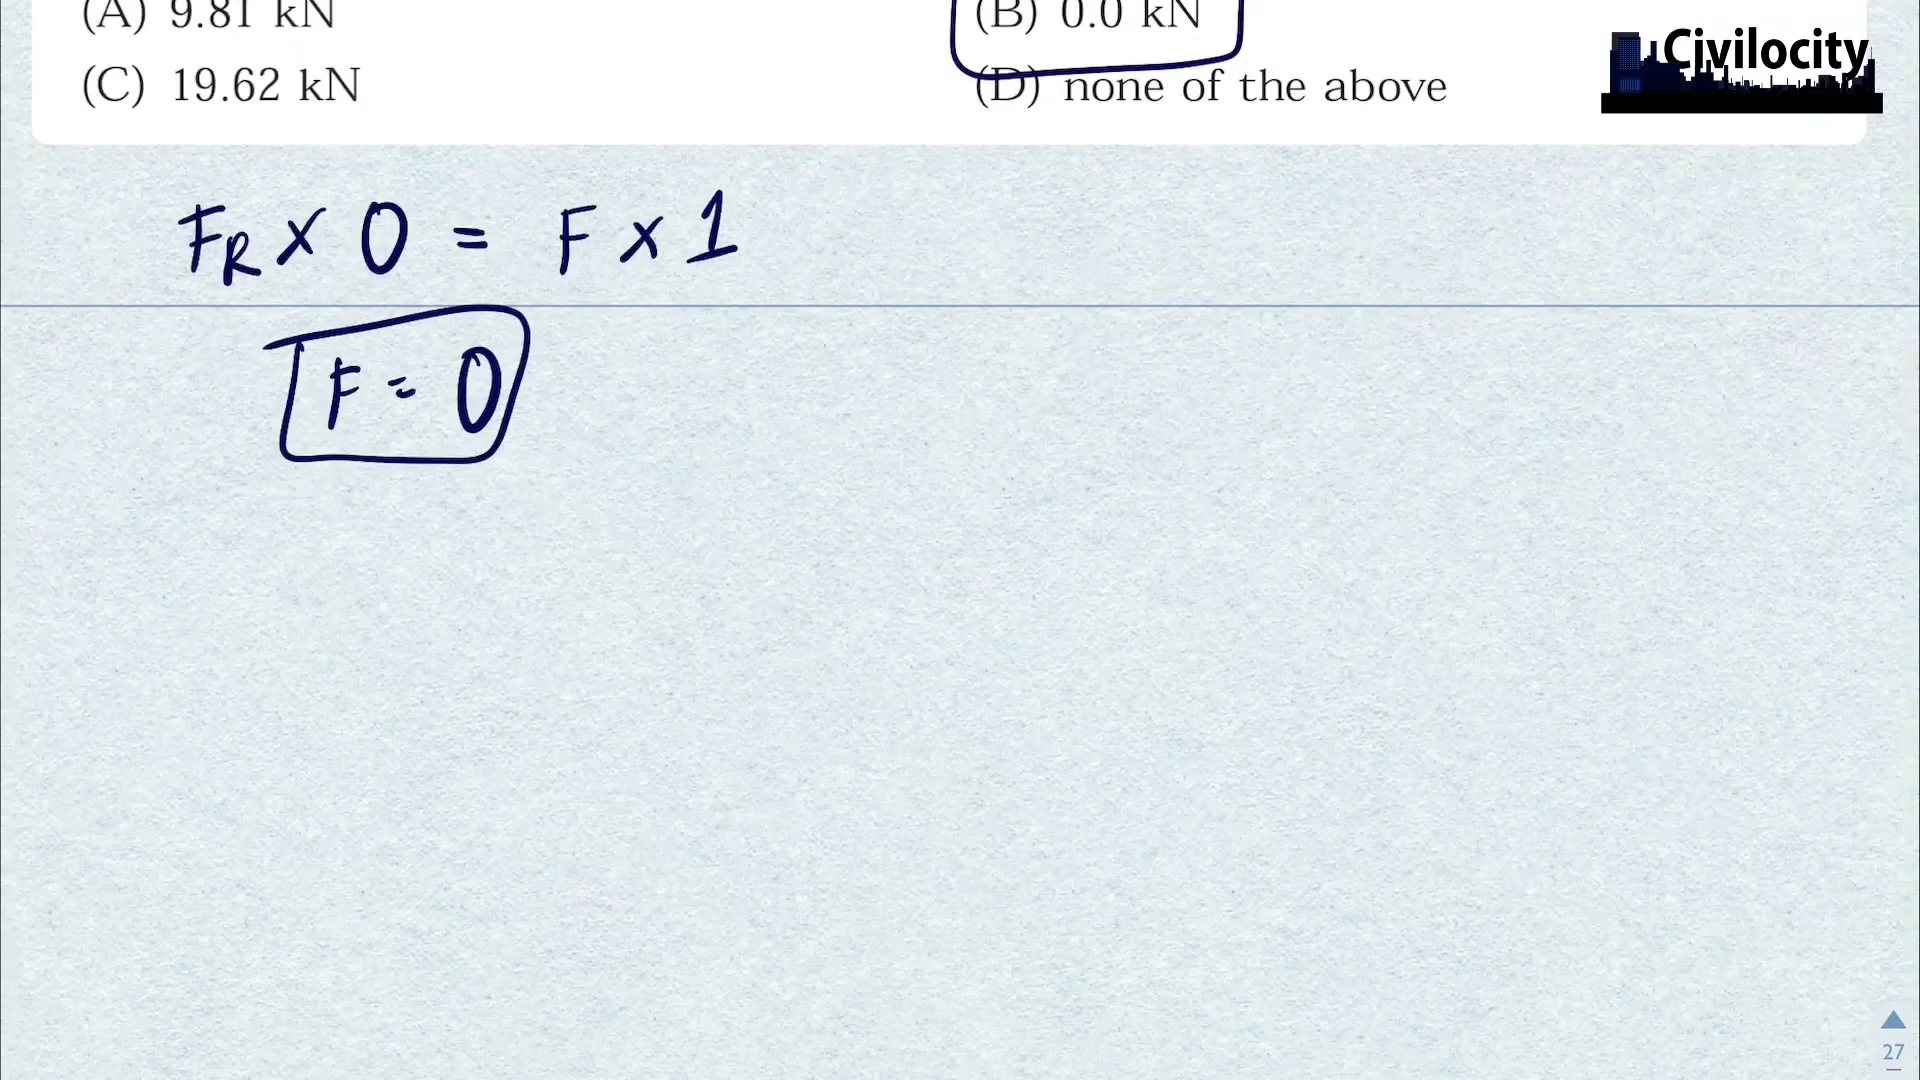 (A) 9.81 kN
(B) 0.0 kN
(C) 19.62 kN
(D) none of the above
Civilocity
F_R × 0 = F × 1
F = 0
27